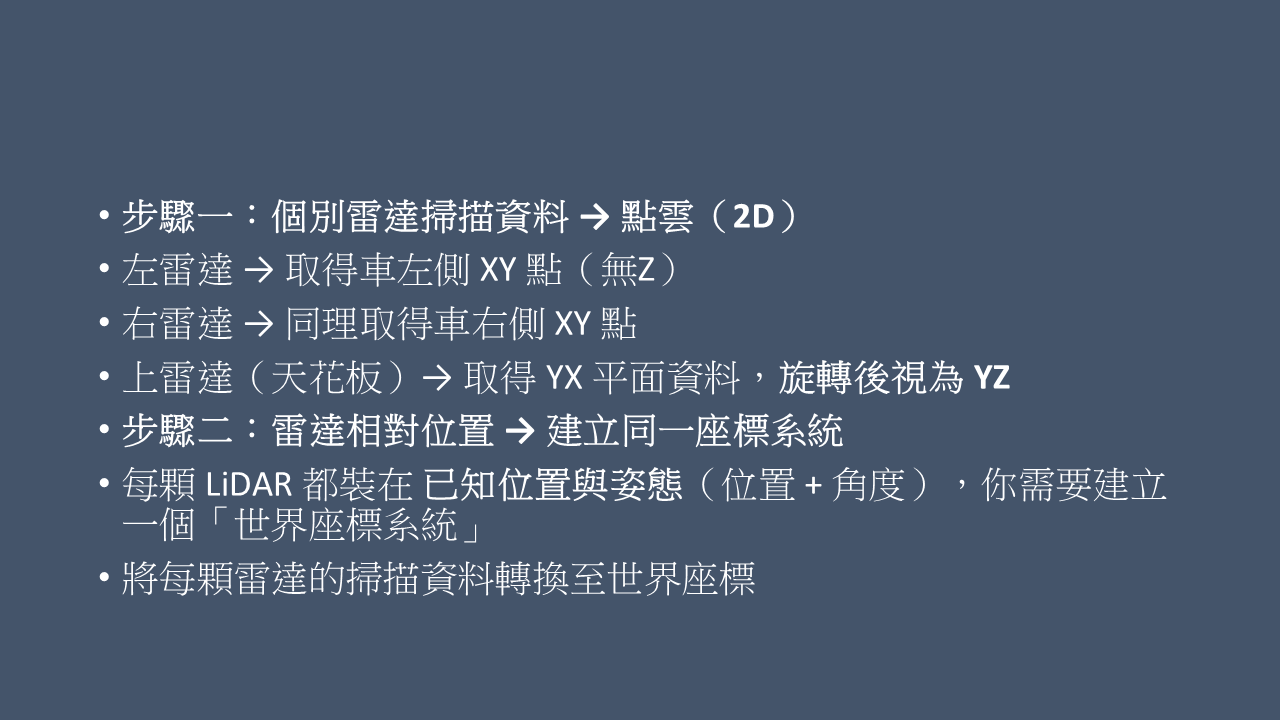 • 步驟一：個別雷達掃描資料 → 點雲（2D）
• 左雷達 → 取得車左側 XY 點（無Z）
• 右雷達 → 同理取得車右側 XY 點
• 上雷達（天花板）→ 取得 YX 平面資料，旋轉後視為 YZ
• 步驟二：雷達相對位置 → 建立同一座標系統
• 每顆 LiDAR 都裝在 已知位置與姿態（位置 + 角度），你需要建立
一個「世界座標系統」
• 將每顆雷達的掃描資料轉換至世界座標